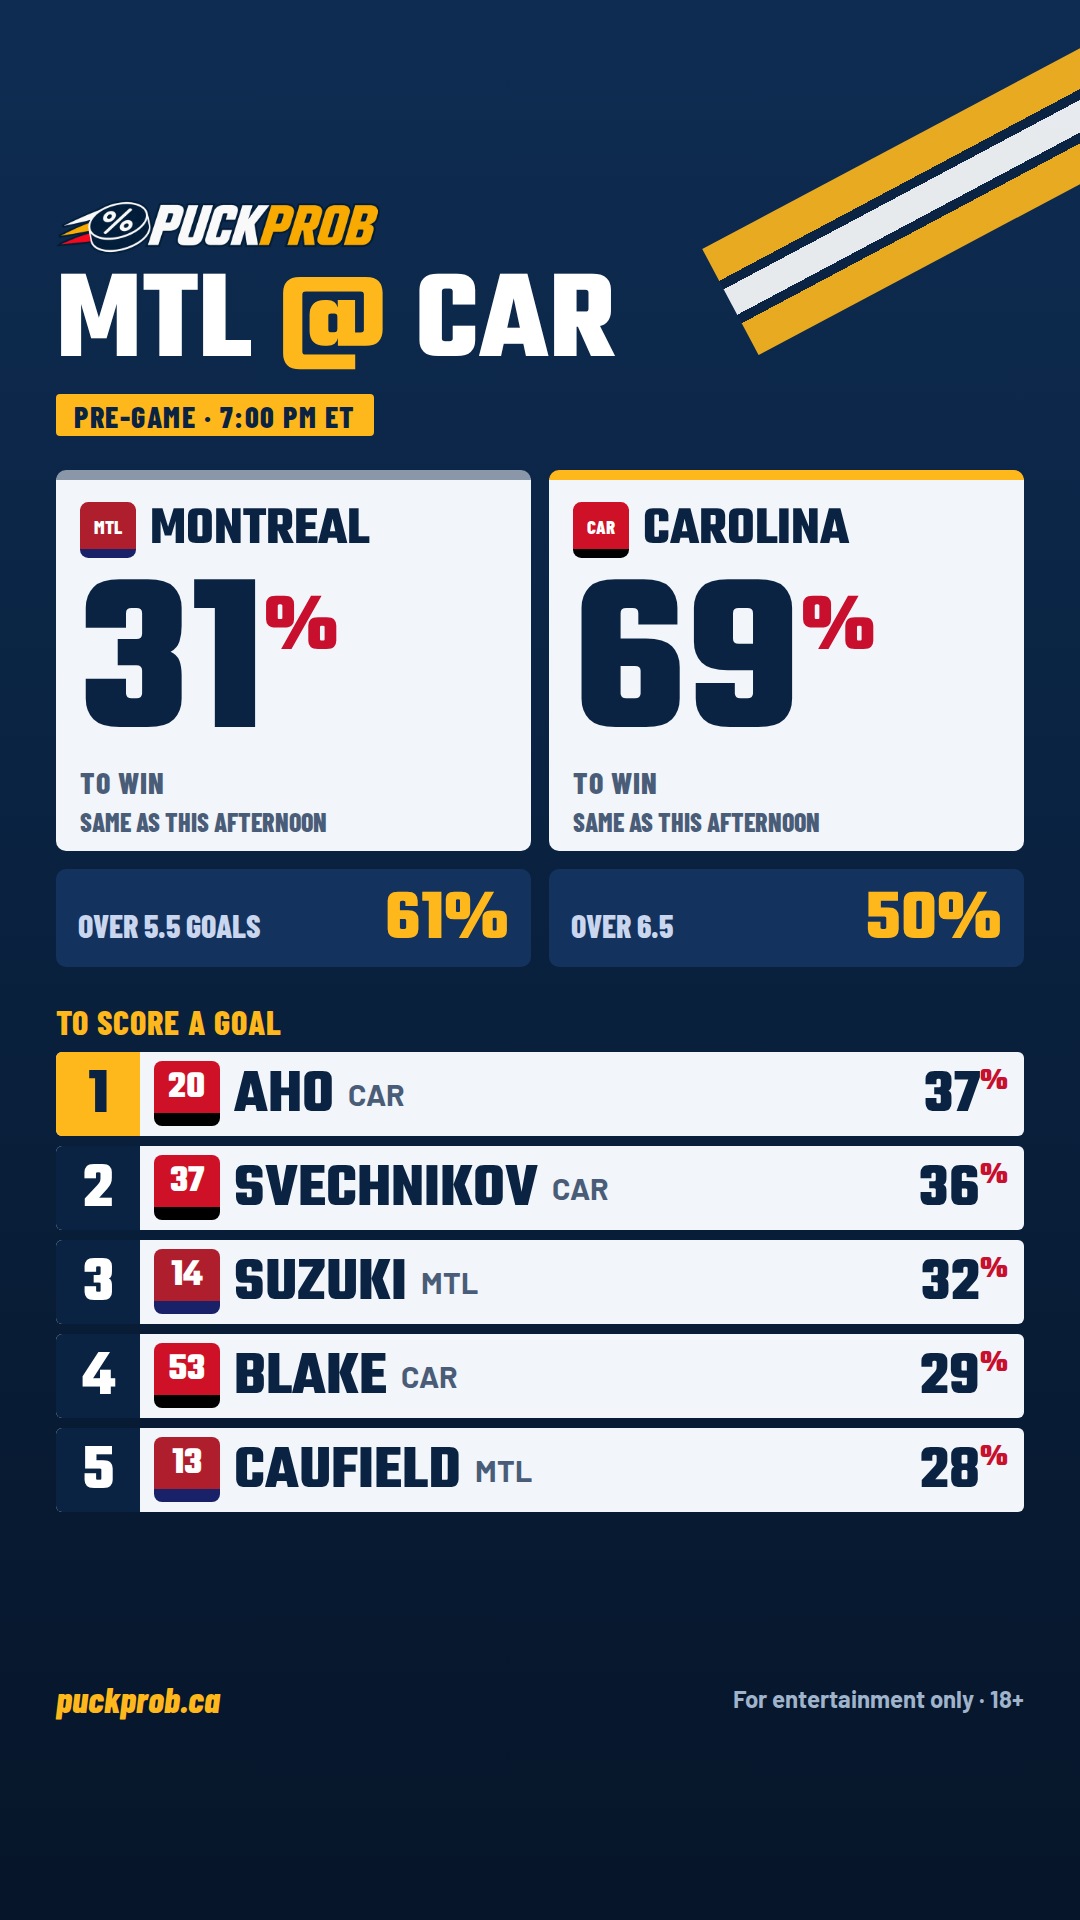 % PUCKPROB
MTL @ CAR
PRE-GAME · 7:00 PM ET
MTL MONTREAL
31%
TO WIN
SAME AS THIS AFTERNOON
CAR CAROLINA
69%
TO WIN
SAME AS THIS AFTERNOON
OVER 5.5 GOALS 61%
OVER 6.5 50%
TO SCORE A GOAL
1 20 AHO CAR 37%
2 37 SVECHNIKOV CAR 36%
3 14 SUZUKI MTL 32%
4 53 BLAKE CAR 29%
5 13 CAUFIELD MTL 28%
puckprob.ca
For entertainment only · 18+